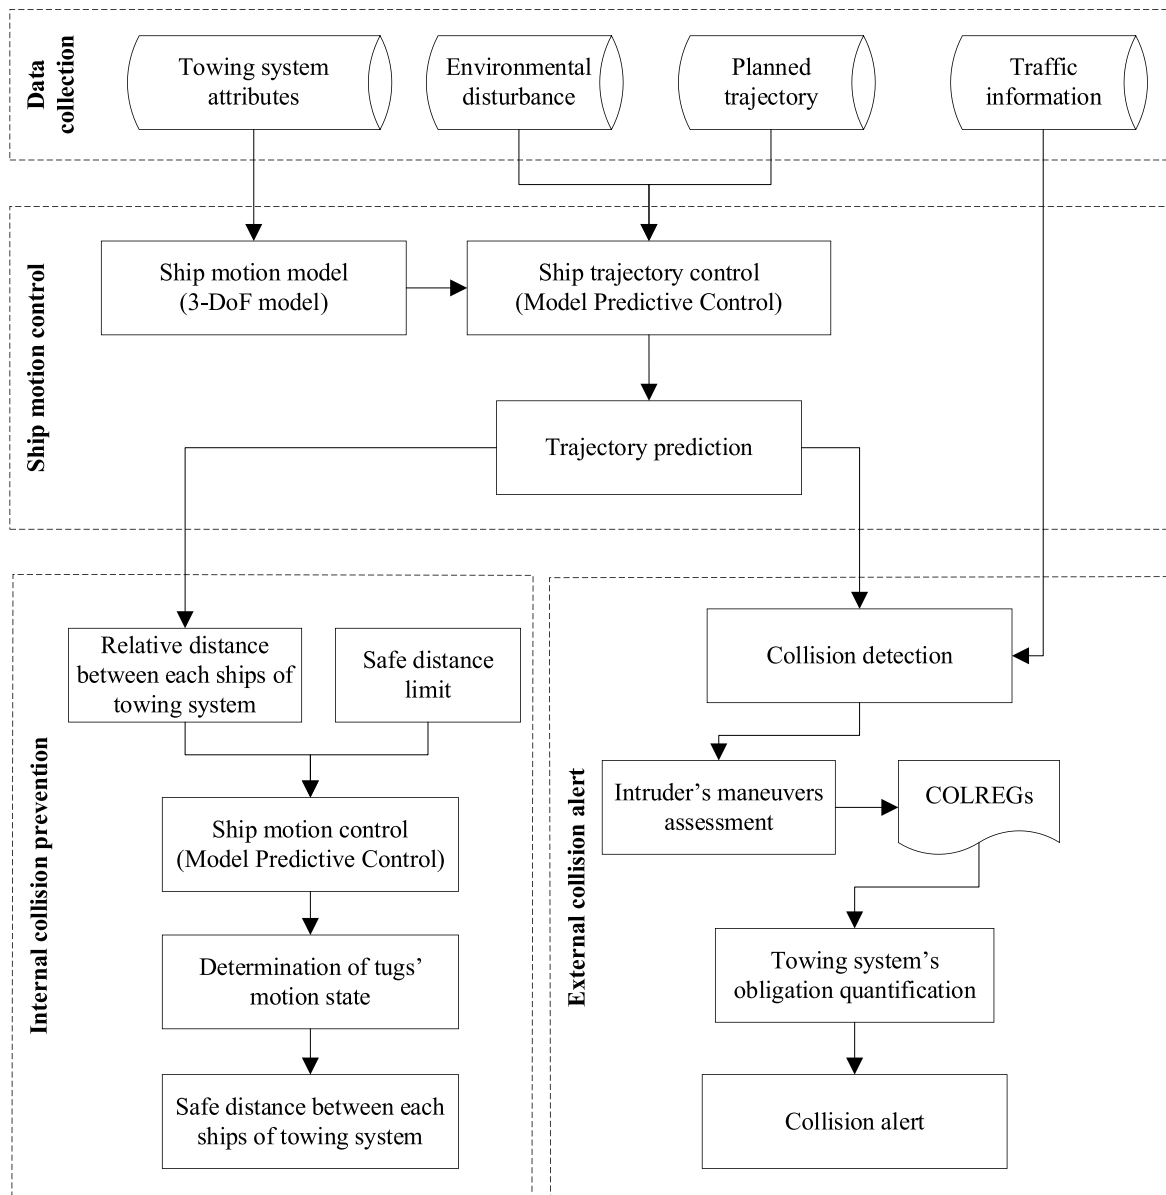 Data
collection
Towing system
attributes
Environmental
disturbance
Planned
trajectory
Traffic
information
Ship motion control
Ship motion model
(3-DoF model)
Ship trajectory control
(Model Predictive Control)
Trajectory prediction
Internal collision prevention
Relative distance
between each ships of
towing system
Safe distance
limit
Ship motion control
(Model Predictive Control)
Determination of tugs’
motion state
Safe distance between each
ships of towing system
External collision alert
Collision detection
Intruder’s maneuvers
assessment
COLREGs
Towing system’s
obligation quantification
Collision alert